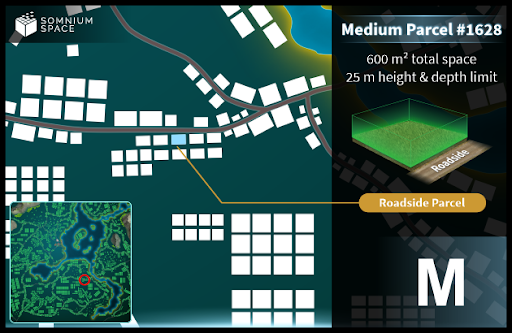 SOMNIUM
SPACE
Medium Parcel #1628
600 m² total space
25 m height & depth limit
Roadside
Roadside Parcel
M